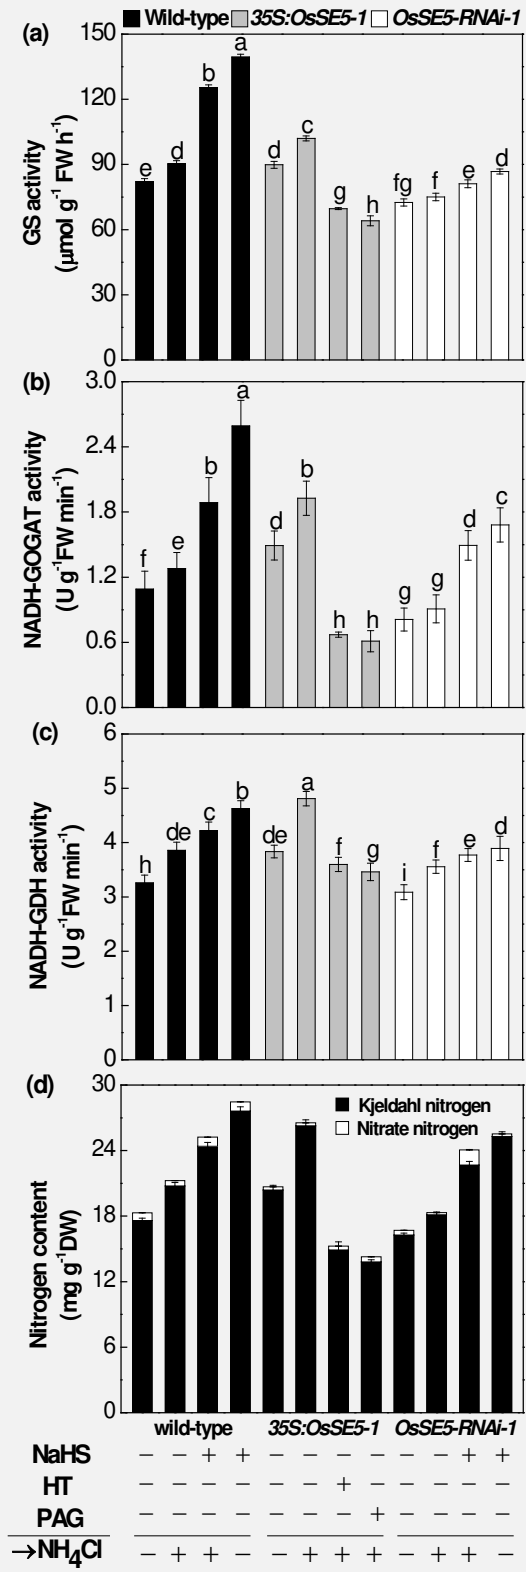 (a) Wild-type 35S:OsSE5-1 OsSE5-RNAi-1
GS activity
(μmol g⁻¹ FW h⁻¹)
150
120
90
60
30
0
e d b a d c g h fg f e d
(b)
NADH-GOGAT activity
(U g⁻¹FW min⁻¹)
3.0
2.4
1.8
1.2
0.6
0.0
f e b a d b h h g g d c
(c)
NADH-GDH activity
(U g⁻¹FW min⁻¹)
6
5
4
3
2
1
0
h de c b de a f g i f e d
(d)
Nitrogen content
(mg g⁻¹DW)
30
24
18
12
6
0
Kjeldahl nitrogen
Nitrate nitrogen
wild-type 35S:OsSE5-1 OsSE5-RNAi-1
NaHS − − + + − − − − − − + +
HT − − − − − − + − − − − −
PAG − − − − − − − + − − − −
→NH₄Cl − + + − − + + + − + + −